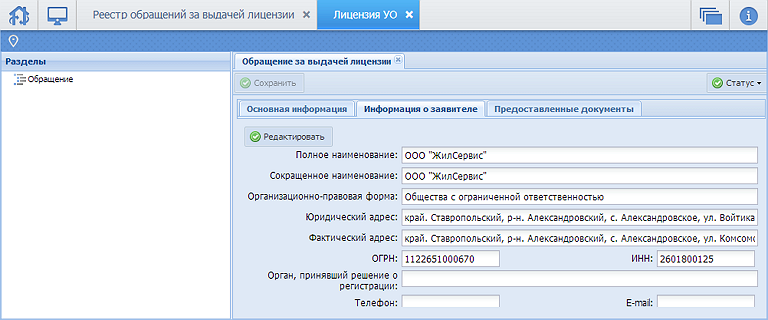 Реестр обращений за выдачей лицензии
Лицензия УО
Разделы
Обращение
Обращение за выдачей лицензии
Сохранить
Статус
Основная информация
Информация о заявителе
Предоставленные документы
Редактировать
Полное наименование: ООО "ЖилСервис"
Сокращенное наименование: ООО "ЖилСервис"
Организационно-правовая форма: Общества с ограниченной ответственностью
Юридический адрес: край. Ставропольский, р-н. Александровский, с. Александровское, ул. Войтика
Фактический адрес: край. Ставропольский, р-н. Александровский, с. Александровское, ул. Комсомо
ОГРН: 1122651000670 ИНН: 2601800125
Орган, принявший решение о
регистрации:
Телефон: E-mail: